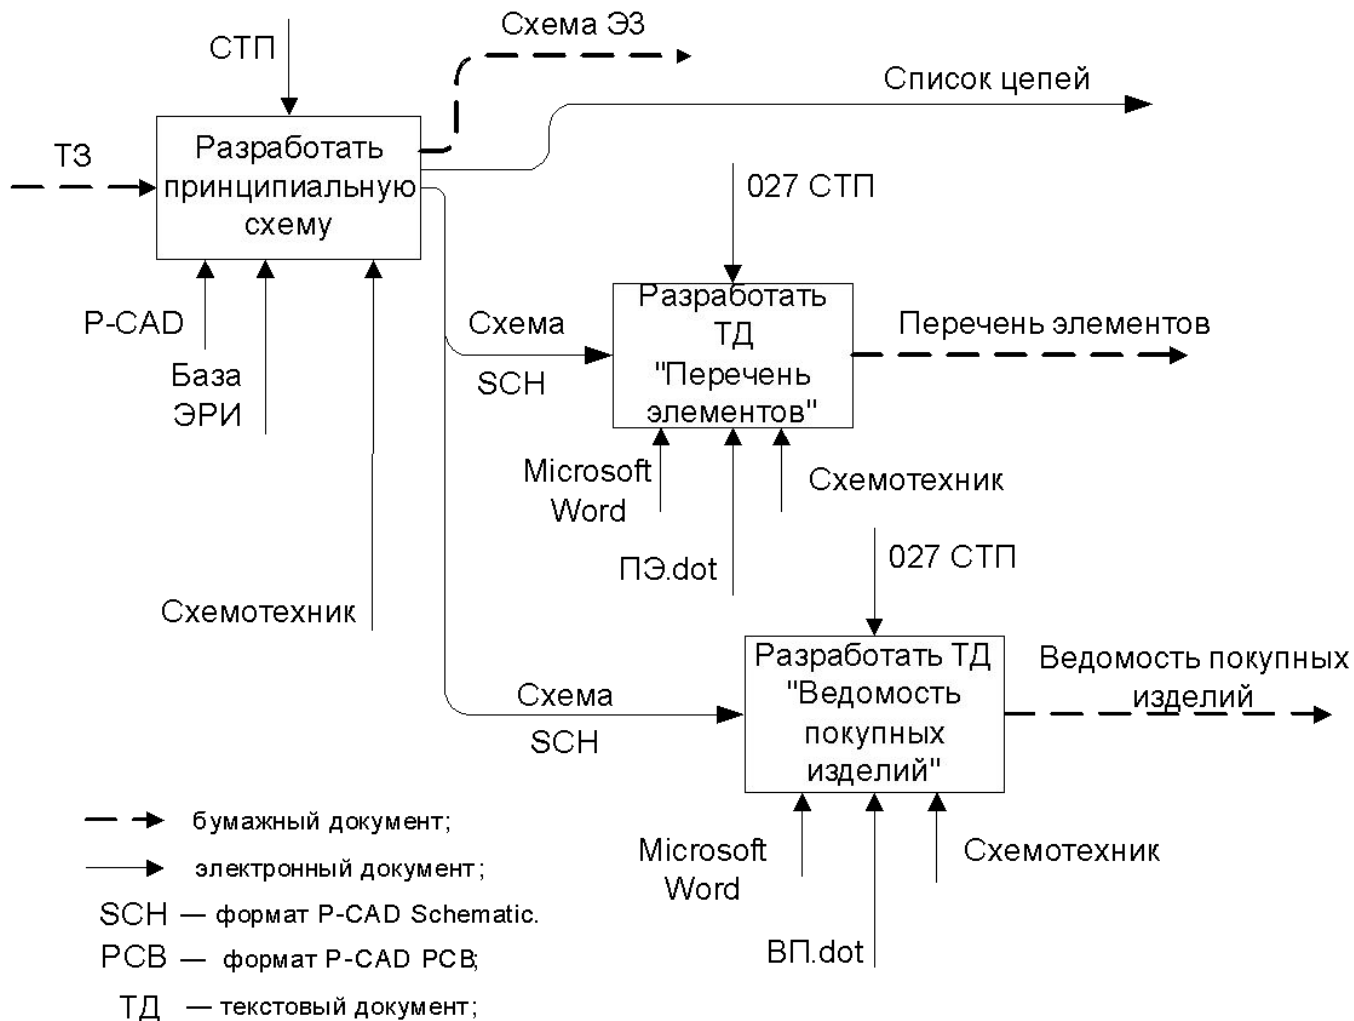 Схема ЭЗ
СТП
Список цепей
ТЗ
Разработать
принципиальную
схему
027 СТП
P-CAD
База
ЭРИ
Схемотехник
Схема
SCH
Разработать
ТД
"Перечень
элементов"
Перечень элементов
Microsoft
Word
ПЭ.dot
Схемотехник
027 СТП
Схема
SCH
Разработать ТД
"Ведомость
покупных
изделий"
Ведомость покупных
изделий
Microsoft
Word
ВП.dot
Схемотехник
бумажный документ;
электронный документ;
SCH — формат P-CAD Schematic.
PCB — формат P-CAD PCB;
ТД — текстовый документ;